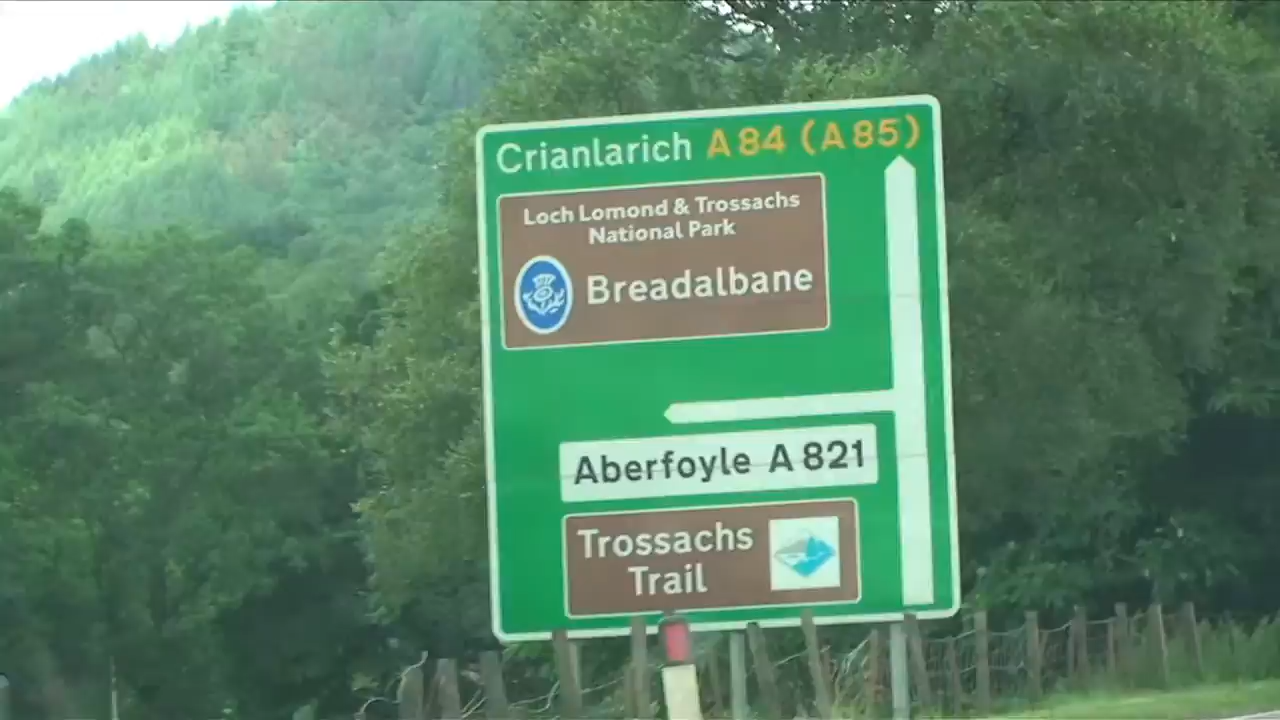 Crianlarich A84 (A85)
Loch Lomond & Trossachs
National Park
Breadalbane
Aberfoyle A821
Trossachs
Trail